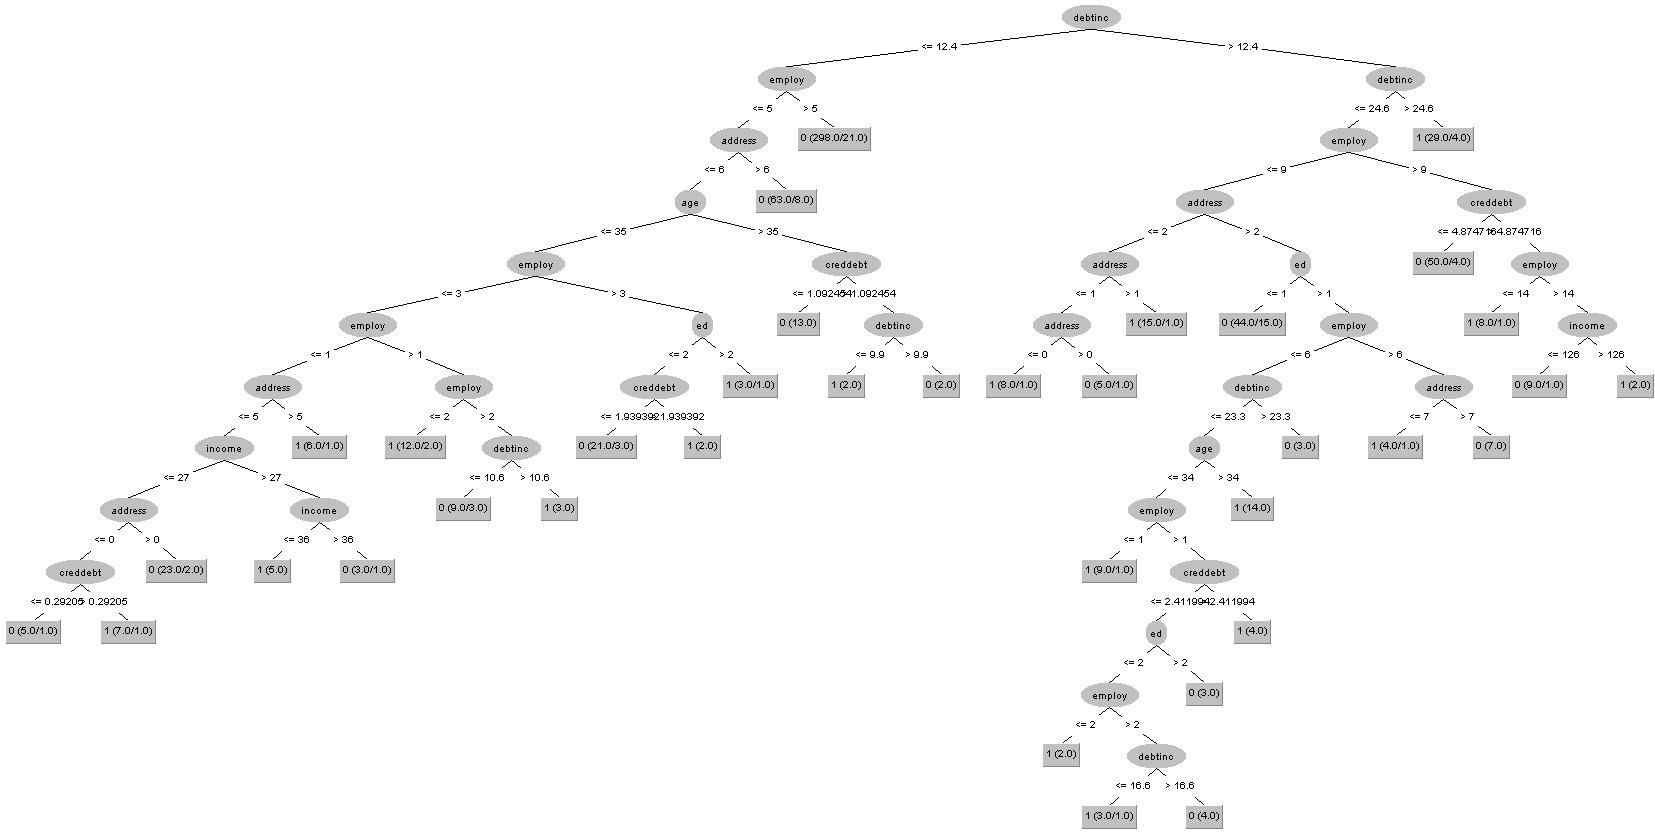 debtinc
<= 12.4 > 12.4
employ debtinc
<= 5 > 5 <= 24.6 > 24.6
address 0 (298.0/21.0) employ 1 (29.0/4.0)
<= 6 > 6 <= 9 > 9
age 0 (63.0/8.0) address creddebt
<= 35 > 35 <= 2 > 2 <= 4.874716 > 4.874716
employ creddebt address ed 0 (50.0/4.0) employ
<= 3 > 3 <= 1.092454 > 1.092454 <= 1 > 1 <= 1 > 1 <= 14 > 14
employ ed 0 (13.0) debtinc address 1 (15.0/1.0) 0 (44.0/15.0) employ 1 (8.0/1.0) income
<= 1 > 1 <= 2 > 2 <= 9.9 > 9.9 <= 0 > 0 <= 6 > 6 <= 126 > 126
address employ creddebt 1 (3.0/1.0) 1 (2.0) 0 (2.0) 1 (8.0/1.0) 0 (5.0/1.0) debtinc address 0 (9.0/1.0) 1 (2.0)
<= 5 > 5 <= 2 > 2 <= 1.939392 > 1.939392 <= 23.3 > 23.3 <= 7 > 7
income 1 (6.0/1.0) 1 (12.0/2.0) debtinc 0 (21.0/3.0) 1 (2.0) age 0 (3.0) 1 (4.0/1.0) 0 (7.0)
<= 27 > 27 <= 10.6 > 10.6 <= 34 > 34
address income 0 (9.0/3.0) 1 (3.0) employ 1 (14.0)
<= 0 > 0 <= 36 > 36 <= 1 > 1
creddebt 0 (23.0/2.0) 1 (5.0) 0 (3.0/1.0) 1 (9.0/1.0) creddebt
<= 0.29205 > 0.29205 <= 2.411994 > 2.411994
0 (5.0/1.0) 1 (7.0/1.0) ed 1 (4.0)
<= 2 > 2
employ 0 (3.0)
<= 2 > 2
1 (2.0) debtinc
<= 16.6 > 16.6
1 (3.0/1.0) 0 (4.0)